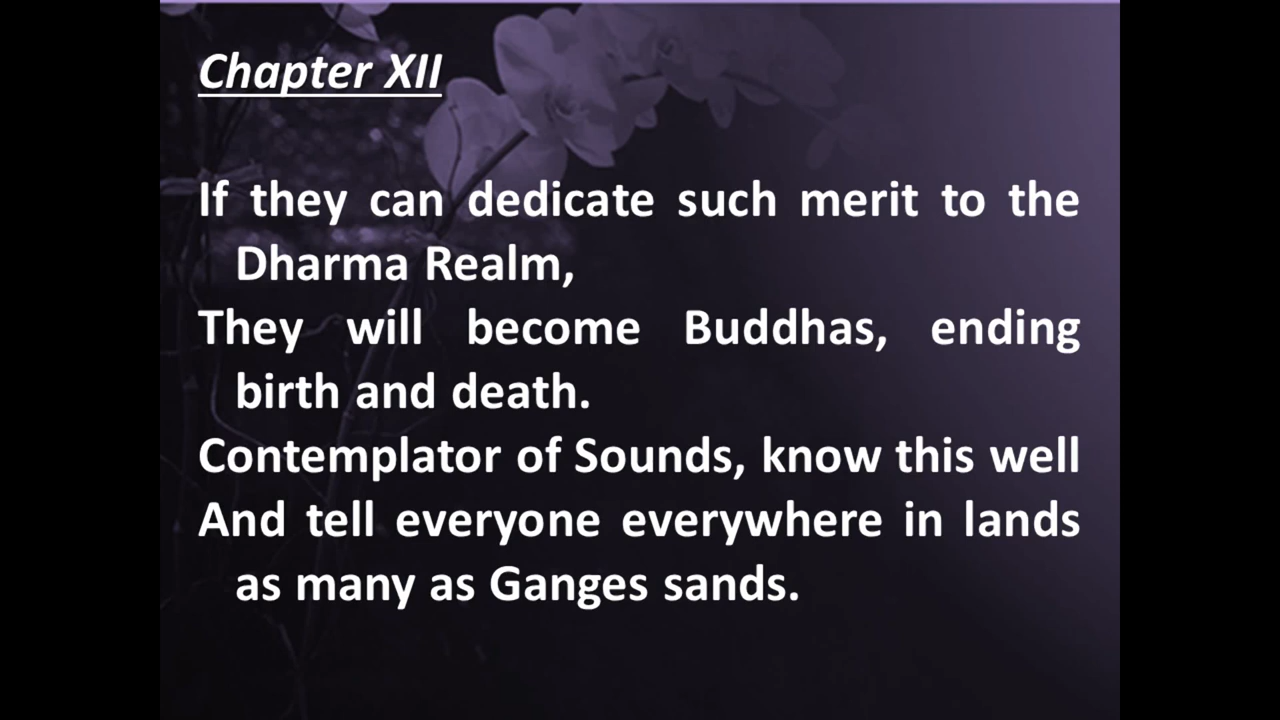 Chapter XII
If they can dedicate such merit to the
Dharma Realm,
They will become Buddhas, ending
birth and death.
Contemplator of Sounds, know this well
And tell everyone everywhere in lands
as many as Ganges sands.